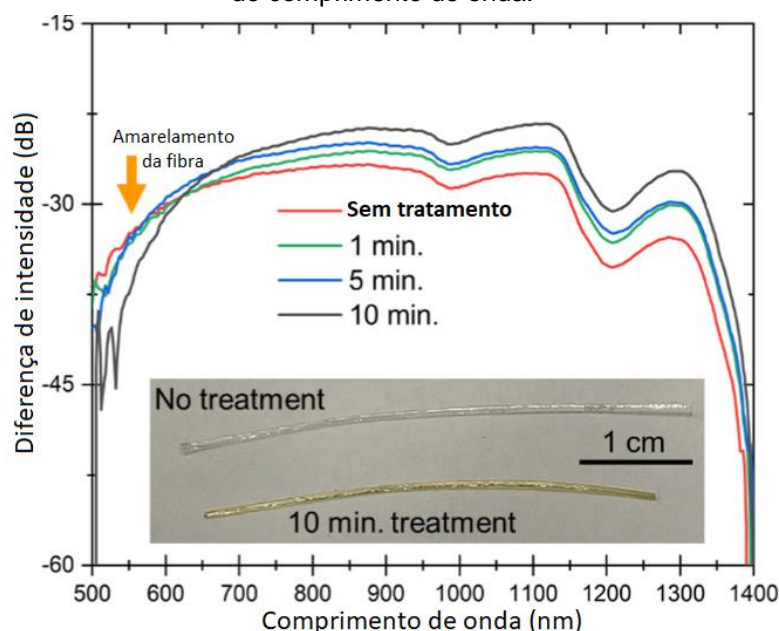 do comprimento de onda.
-15
-30
-45
-60
Diferença de intensidade (dB)
Amarelamento
da fibra
Sem tratamento
1 min.
5 min.
10 min.
No treatment
1 cm
10 min. treatment
500 600 700 800 900 1000 1100 1200 1300 1400
Comprimento de onda (nm)